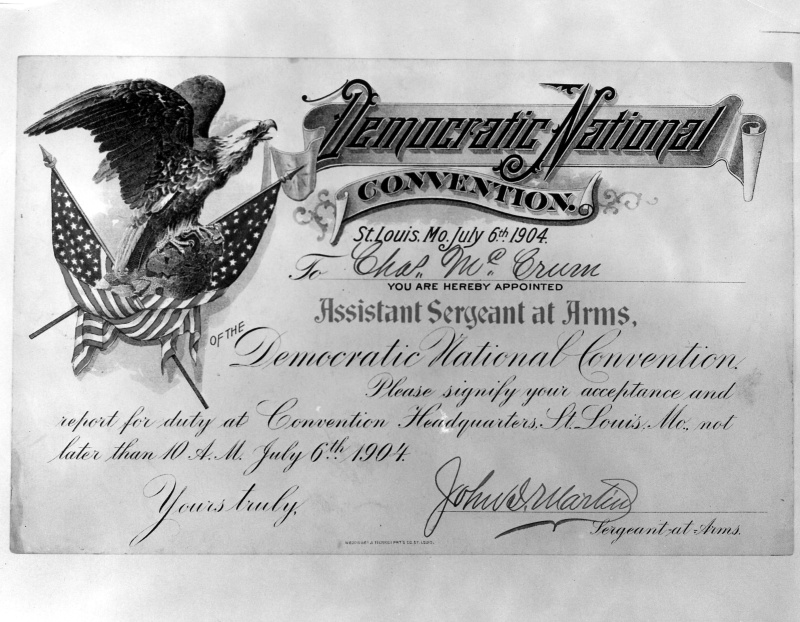 Democratic National
CONVENTION.
St. Louis. Mo. July 6th 1904.
To Chas. Mc Crum
YOU ARE HEREBY APPOINTED
Assistant Sergeant at Arms,
OF THE Democratic National Convention.
Please signify your acceptance and
report for duty at Convention Headquarters, St. Louis, Mo., not
later than 10 A.M. July 6th 1904
Yours truly,
John I. Martin
Sergeant-at-Arms.